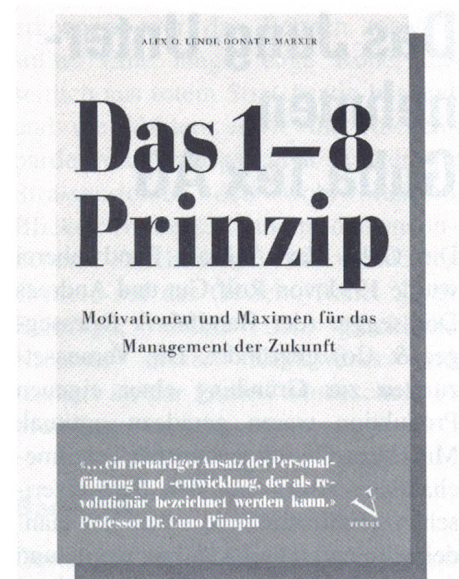 ALEX O. LENDE, DONAT P. MARXER
Das 1–8
Prinzip
Motivationen und Maximen für das
Management der Zukunft
«... ein neuartiger Ansatz der Personal-
führung und -entwicklung, der als re-
volutionär bezeichnet werden kann.»
Professor Dr. Cuno Pümpin
V
VERSUS